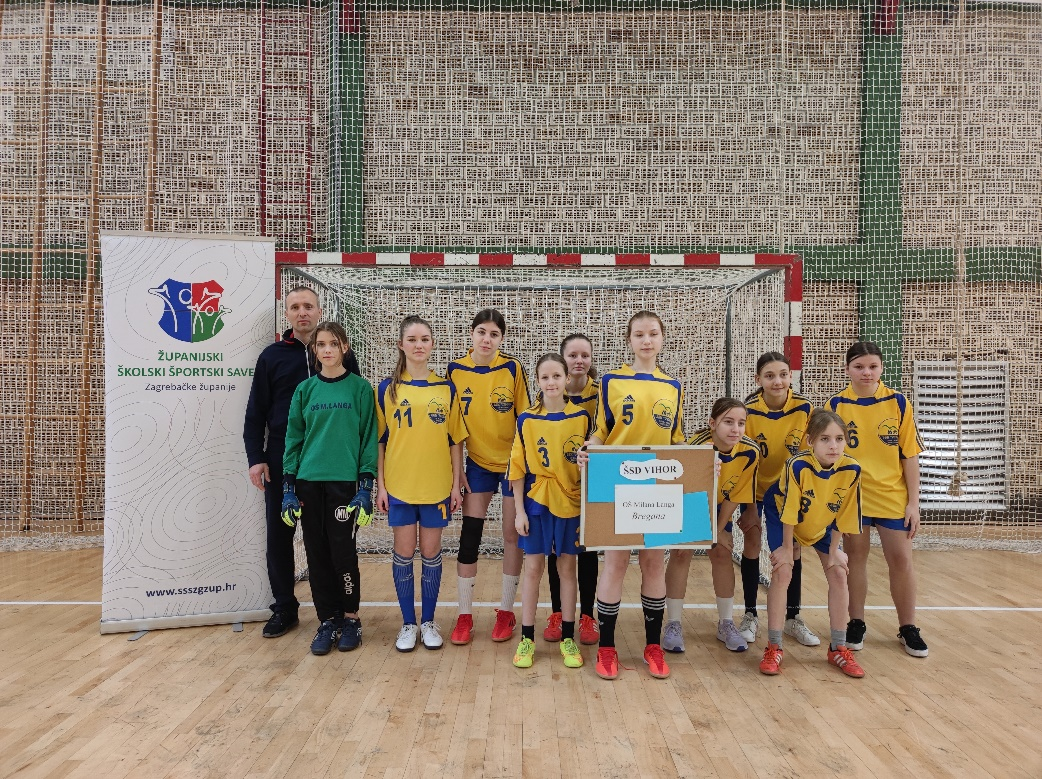 ŽUPANIJSKI
ŠKOLSKI ŠPORTSKI SAVE
Zagrebačke županije
www.ssszgzup.hr
OŠ M.LANGA
11
7
3
5
8
6
ŠSD VIHOR
OŠ Milana Langa
Bregana
adidas